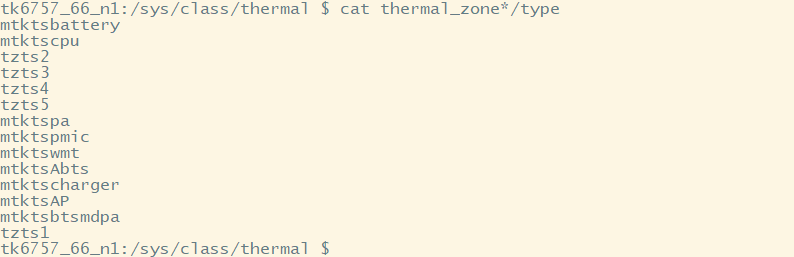 tk6757_66_n1:/sys/class/thermal $ cat thermal_zone*/type
mtktsbattery
mtktscpu
tzts2
tzts3
tzts4
tzts5
mtktspa
mtktspmic
mtktswmt
mtktsAbts
mtktscharger
mtktsAP
mtktsbtsmdpa
tzts1
tk6757_66_n1:/sys/class/thermal $